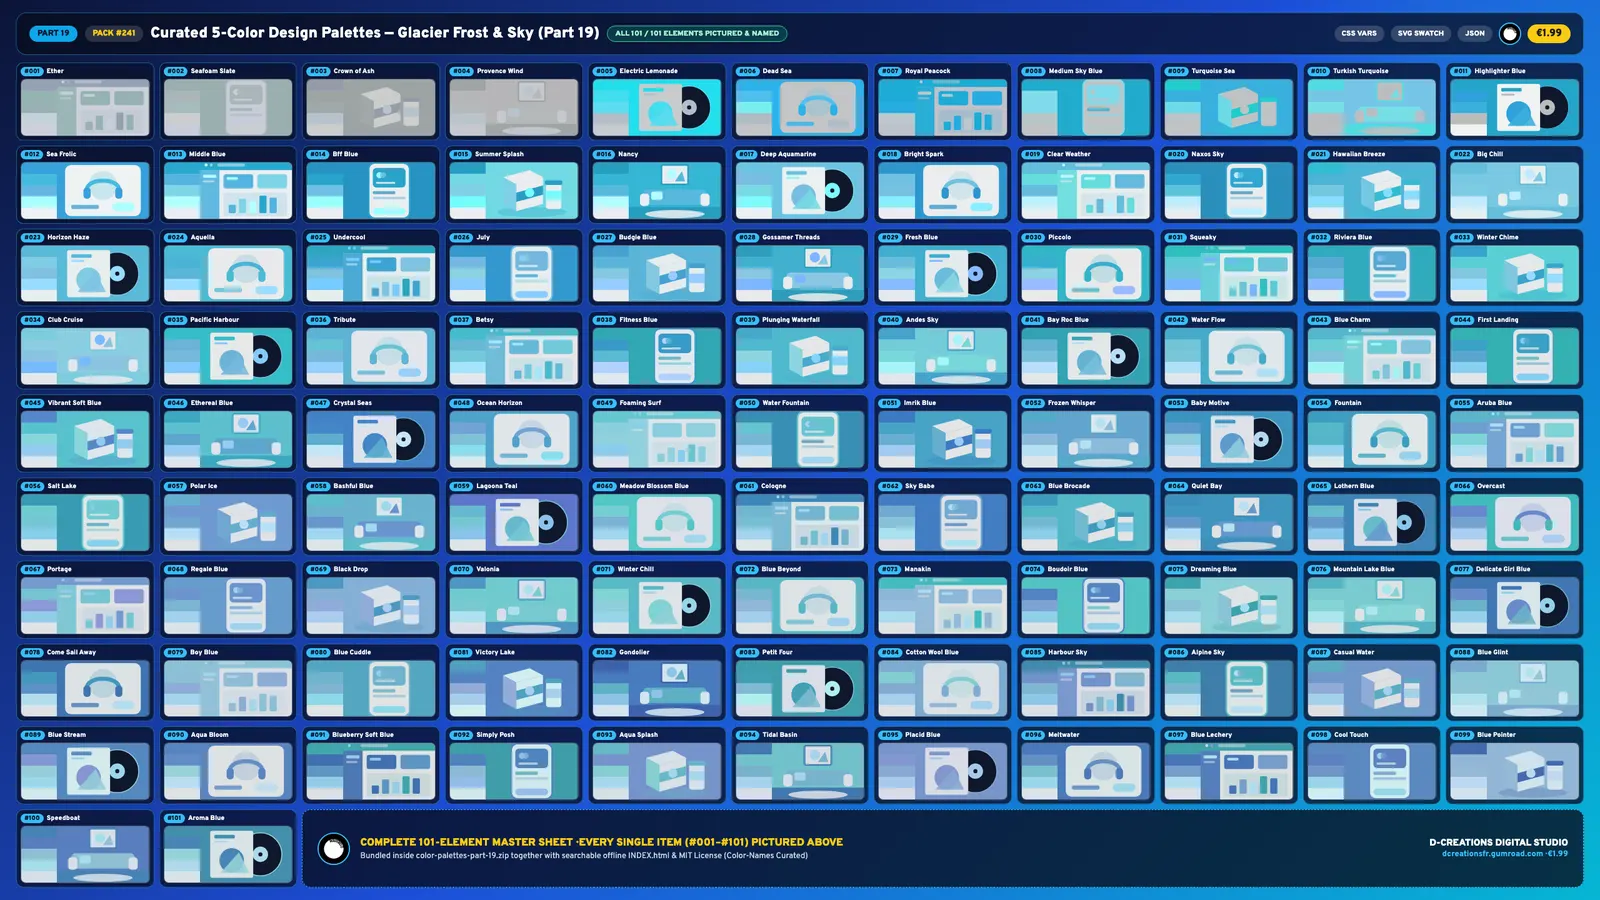 PART 19 PACK #241 Curated 5-Color Design Palettes — Glacier Frost & Sky (Part 19) ALL 101 / 101 ELEMENTS PICTURED & NAMED CSS VARS SVG SWATCH JSON €1.99
#001 Ether #002 Seafoam Slate #003 Crown of Ash #004 Provence Wind #005 Electric Lemonade #006 Dead Sea #007 Royal Peacock #008 Medium Sky Blue #009 Turquoise Sea #010 Turkish Turquoise #011 Highlighter Blue
#012 Sea Frolic #013 Middle Blue #014 Bff Blue #015 Summer Splash #016 Nancy #017 Deep Aquamarine #018 Bright Spark #019 Clear Weather #020 Naxos Sky #021 Hawaiian Breeze #022 Big Chill
#023 Horizon Haze #024 Aquella #025 Undercool #026 July #027 Budgie Blue #028 Gossamer Threads #029 Fresh Blue #030 Piccolo #031 Squeaky #032 Riviera Blue #033 Winter Chime
#034 Club Cruise #035 Pacific Harbour #036 Tribute #037 Betsy #038 Fitness Blue #039 Plunging Waterfall #040 Andes Sky #041 Bay Roc Blue #042 Water Flow #043 Blue Charm #044 First Landing
#045 Vibrant Soft Blue #046 Ethereal Blue #047 Crystal Seas #048 Ocean Horizon #049 Foaming Surf #050 Water Fountain #051 Imrik Blue #052 Frozen Whisper #053 Baby Motive #054 Fountain #055 Aruba Blue
#056 Salt Lake #057 Polar Ice #058 Bashful Blue #059 Lagoona Teal #060 Meadow Blossom Blue #061 Cologne #062 Sky Babe #063 Blue Brocade #064 Quiet Bay #065 Lothern Blue #066 Overcast
#067 Portage #068 Regale Blue #069 Black Drop #070 Valonia #071 Winter Chill #072 Blue Beyond #073 Manakin #074 Boudoir Blue #075 Dreaming Blue #076 Mountain Lake Blue #077 Delicate Girl Blue
#078 Come Sail Away #079 Boy Blue #080 Blue Cuddle #081 Victory Lake #082 Gondolier #083 Petit Four #084 Cotton Wool Blue #085 Harbour Sky #086 Alpine Sky #087 Casual Water #088 Blue Glint
#089 Blue Stream #090 Aqua Bloom #091 Blueberry Soft Blue #092 Simply Posh #093 Aqua Splash #094 Tidal Basin #095 Placid Blue #096 Meltwater #097 Blue Lechery #098 Cool Touch #099 Blue Pointer
#100 Speedboat #101 Aroma Blue
COMPLETE 101-ELEMENT MASTER SHEET · EVERY SINGLE ITEM (#001–#101) PICTURED ABOVE
Bundled inside color-palettes-part-19.zip together with searchable offline INDEX.html & MIT License (Color-Names Curated)
D-CREATIONS DIGITAL STUDIO
dcreationsfr.gumroad.com · €1.99